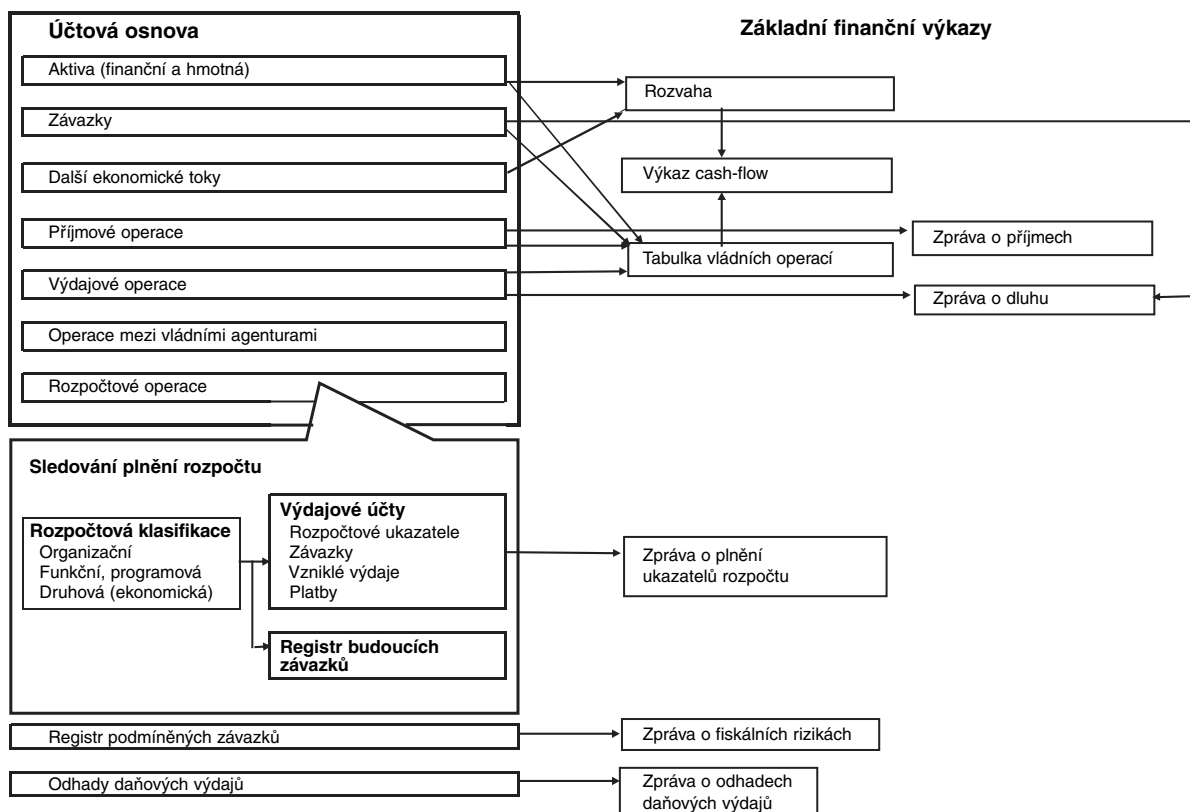 Účtová osnova
Základní finanční výkazy
Aktiva (finanční a hmotná)
Rozvaha
Závazky
Výkaz cash-flow
Další ekonomické toky
Příjmové operace
Zpráva o příjmech
Tabulka vládních operací
Výdajové operace
Zpráva o dluhu
Operace mezi vládními agenturami
Rozpočtové operace
Sledování plnění rozpočtu
Rozpočtová klasifikace
Organizační
Funkční, programová
Druhová (ekonomická)
Výdajové účty
Rozpočtové ukazatele
Závazky
Vzniklé výdaje
Platby
Zpráva o plnění
ukazatelů rozpočtu
Registr budoucích
závazků
Registr podmíněných závazků
Zpráva o fiskálních rizikách
Odhady daňových výdajů
Zpráva o odhadech
daňových výdajů